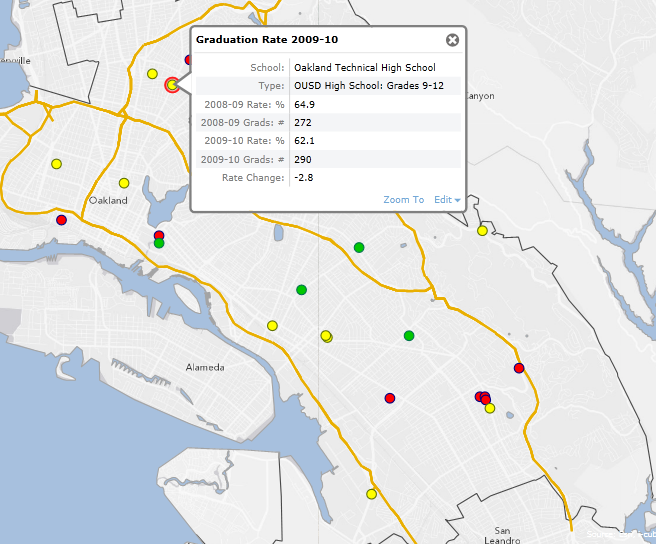 Graduation Rate 2009-10
School: Oakland Technical High School
Type: OUSD High School: Grades 9-12
2008-09 Rate: % 64.9
2008-09 Grads: # 272
2009-10 Rate: % 62.1
2009-10 Grads: # 290
Rate Change: -2.8
Zoom To Edit
Canyon
Oakland
Alameda
San
Leandro